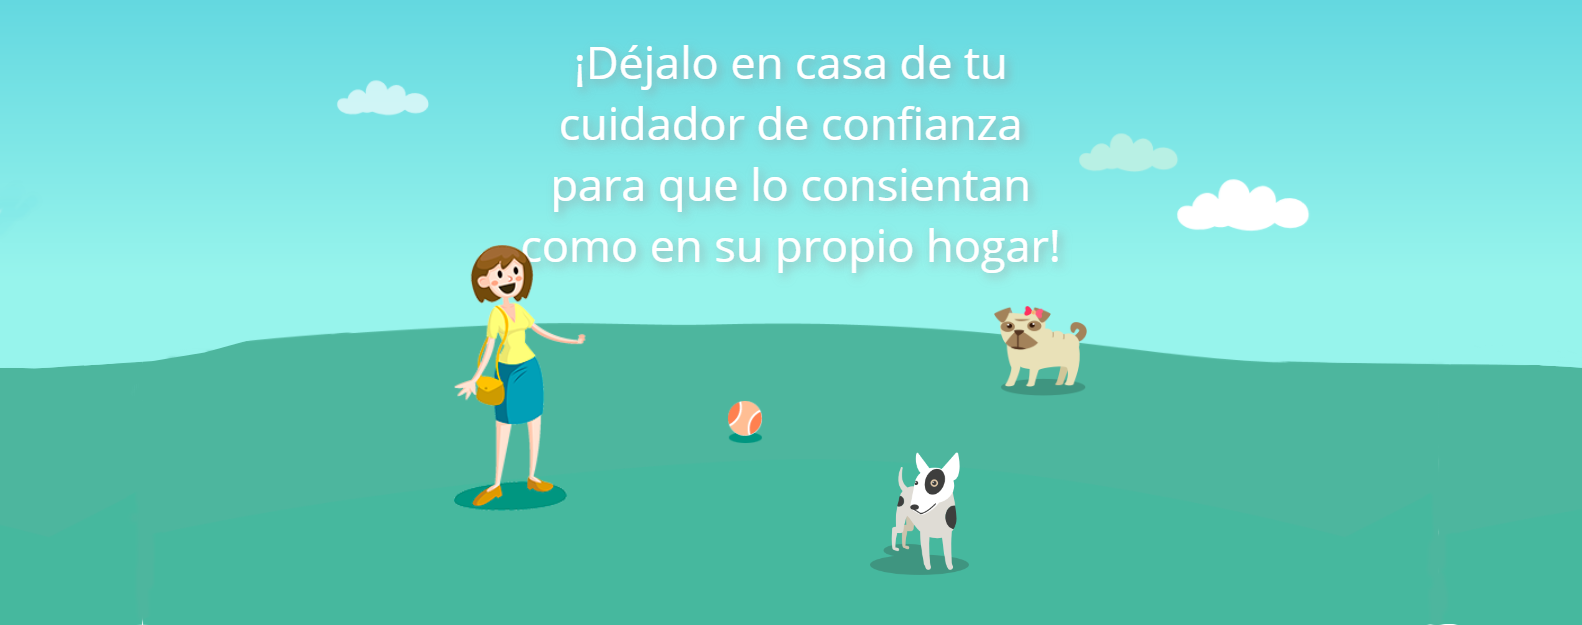 ¡Déjalo en casa de tu
cuidador de confianza
para que lo consientan
como en su propio hogar!